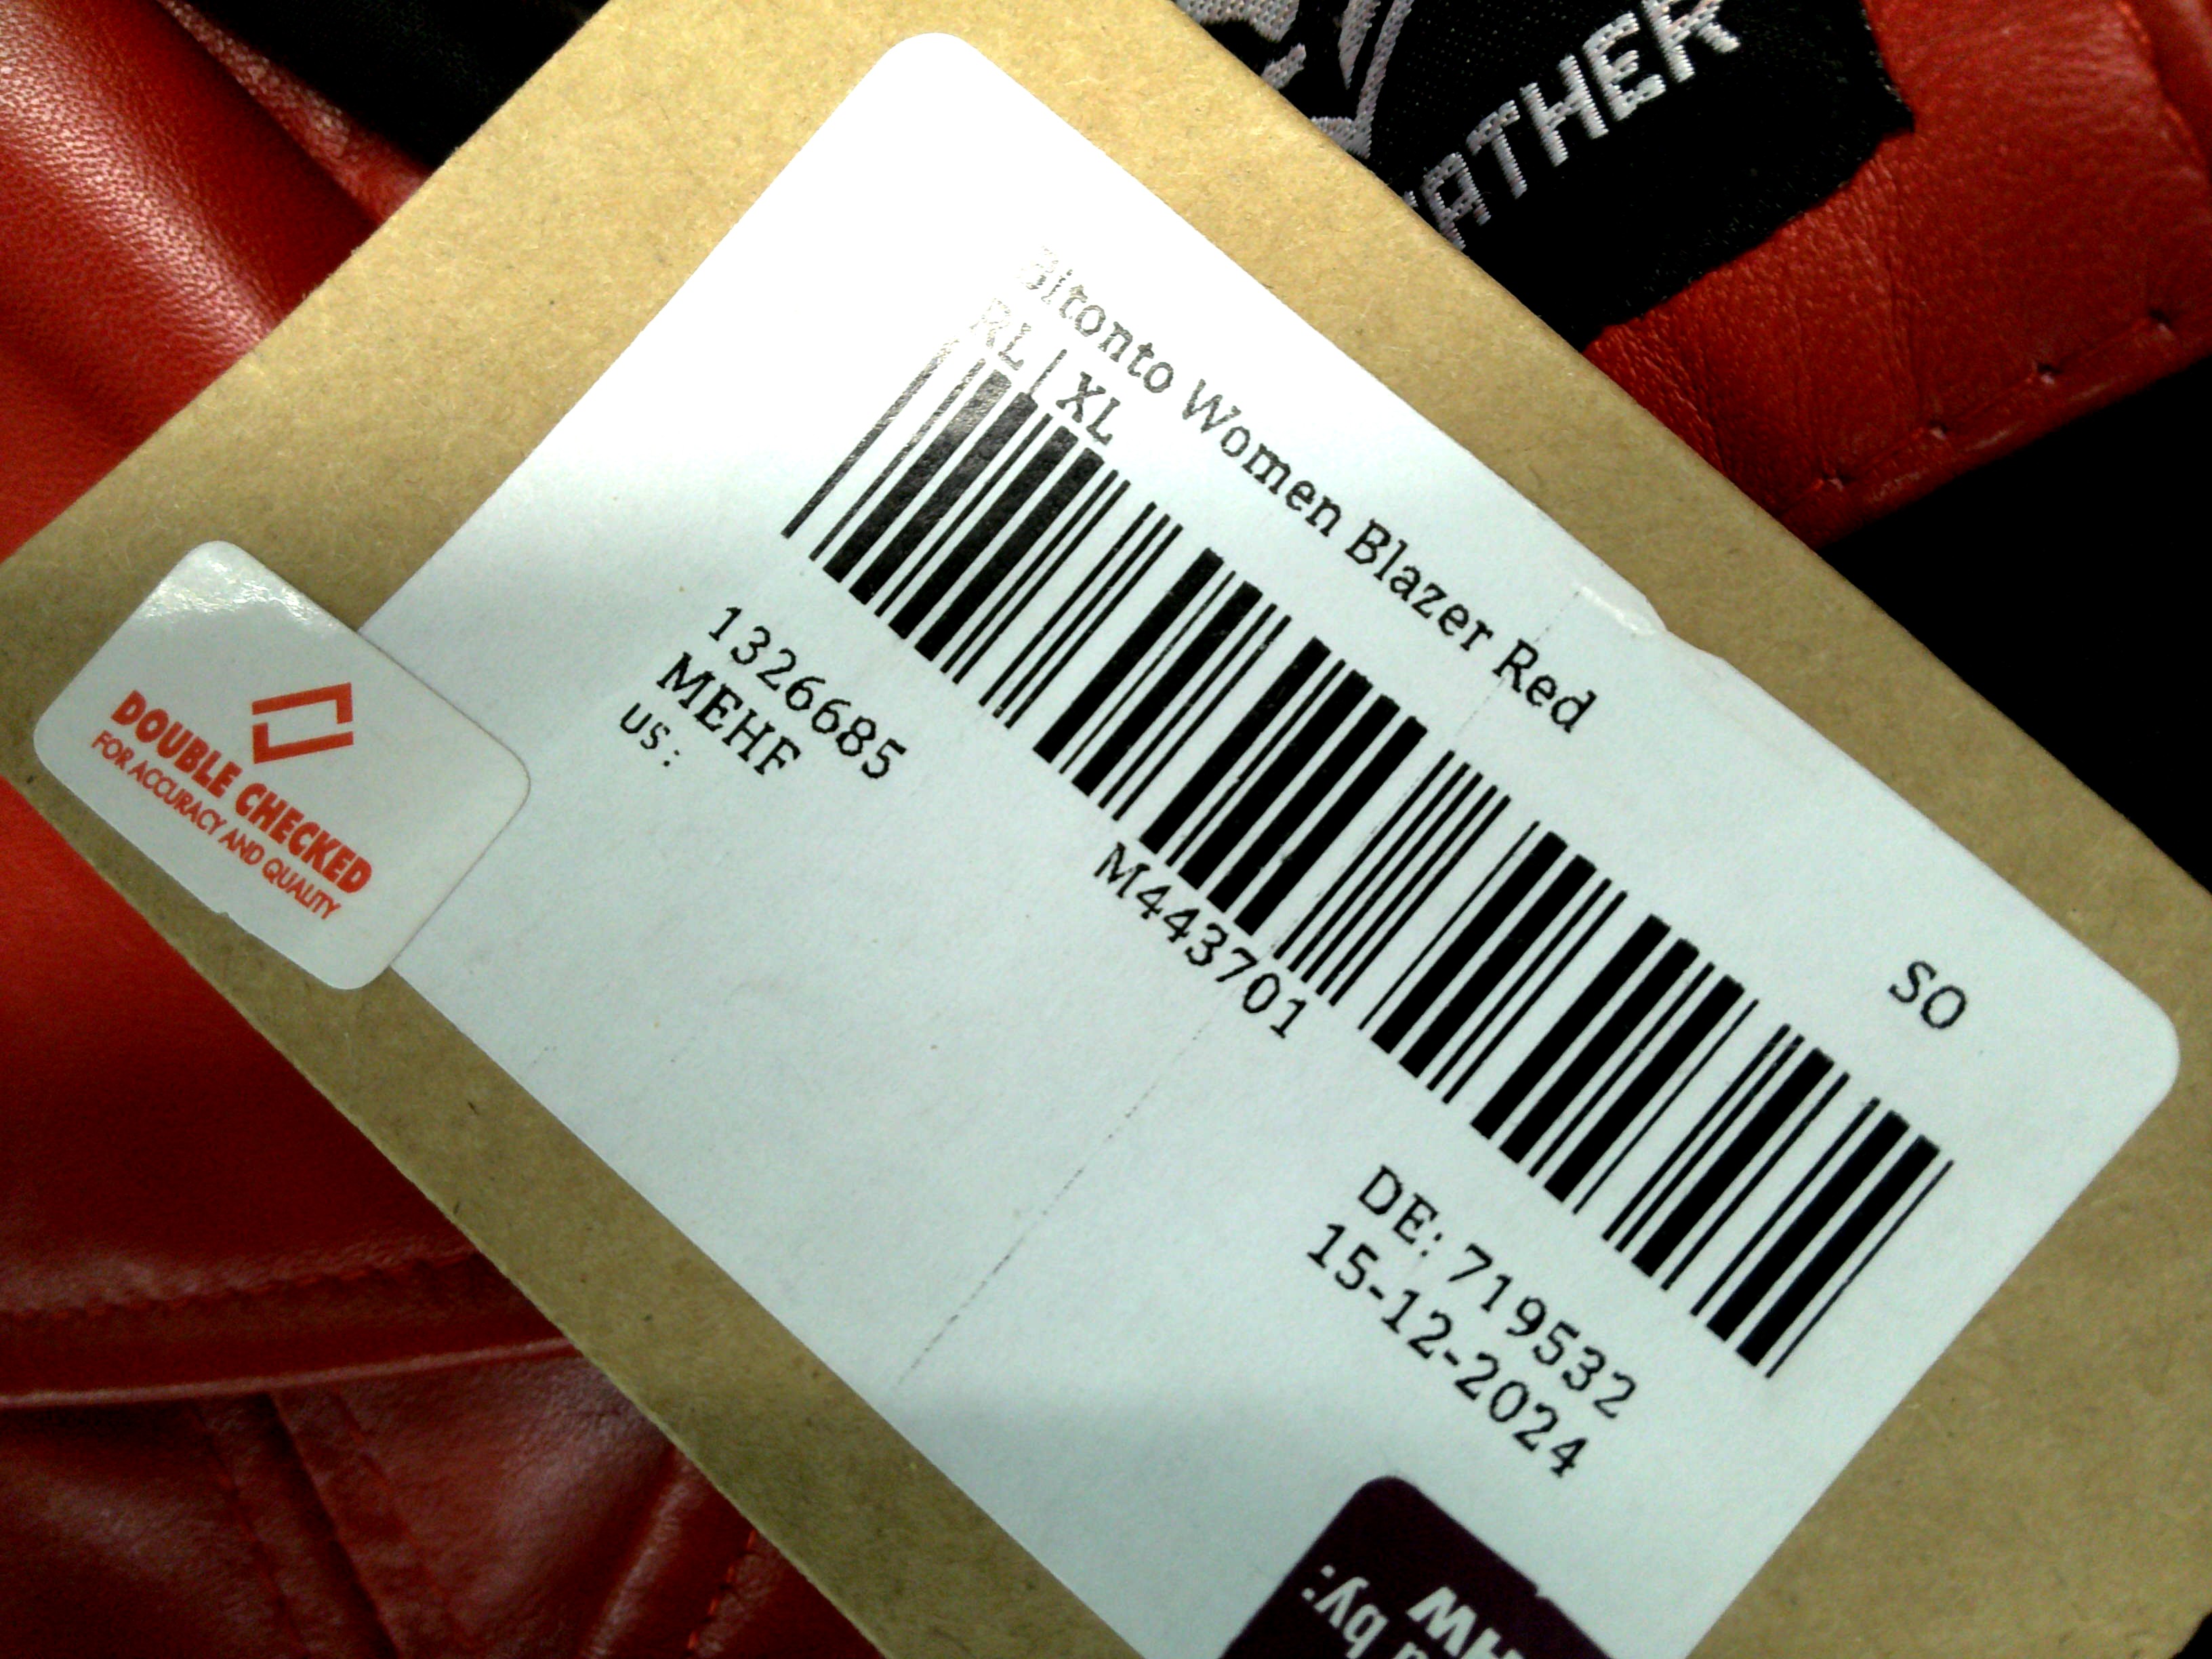 Bitonto Women Blazer Red
RL | XL
SO
M443701
1326685
MEHF
US:
DE: 719532
15-12-2024
DOUBLE CHECKED
FOR ACCURACY AND QUALITY
by: